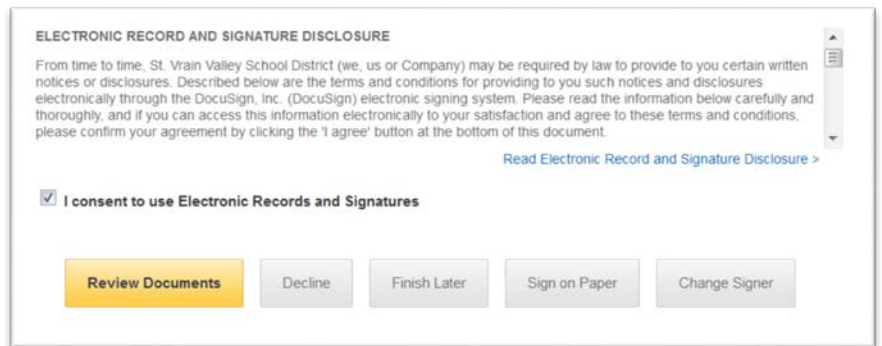 ELECTRONIC RECORD AND SIGNATURE DISCLOSURE
From time to time, St. Vrain Valley School District (we, us or Company) may be required by law to provide to you certain written
notices or disclosures. Described below are the terms and conditions for providing to you such notices and disclosures
electronically through the DocuSign, Inc. (DocuSign) electronic signing system. Please read the information below carefully and
thoroughly, and if you can access this information electronically to your satisfaction and agree to these terms and conditions,
please confirm your agreement by clicking the 'I agree' button at the bottom of this document.
Read Electronic Record and Signature Disclosure >
I consent to use Electronic Records and Signatures
Review Documents Decline Finish Later Sign on Paper Change Signer